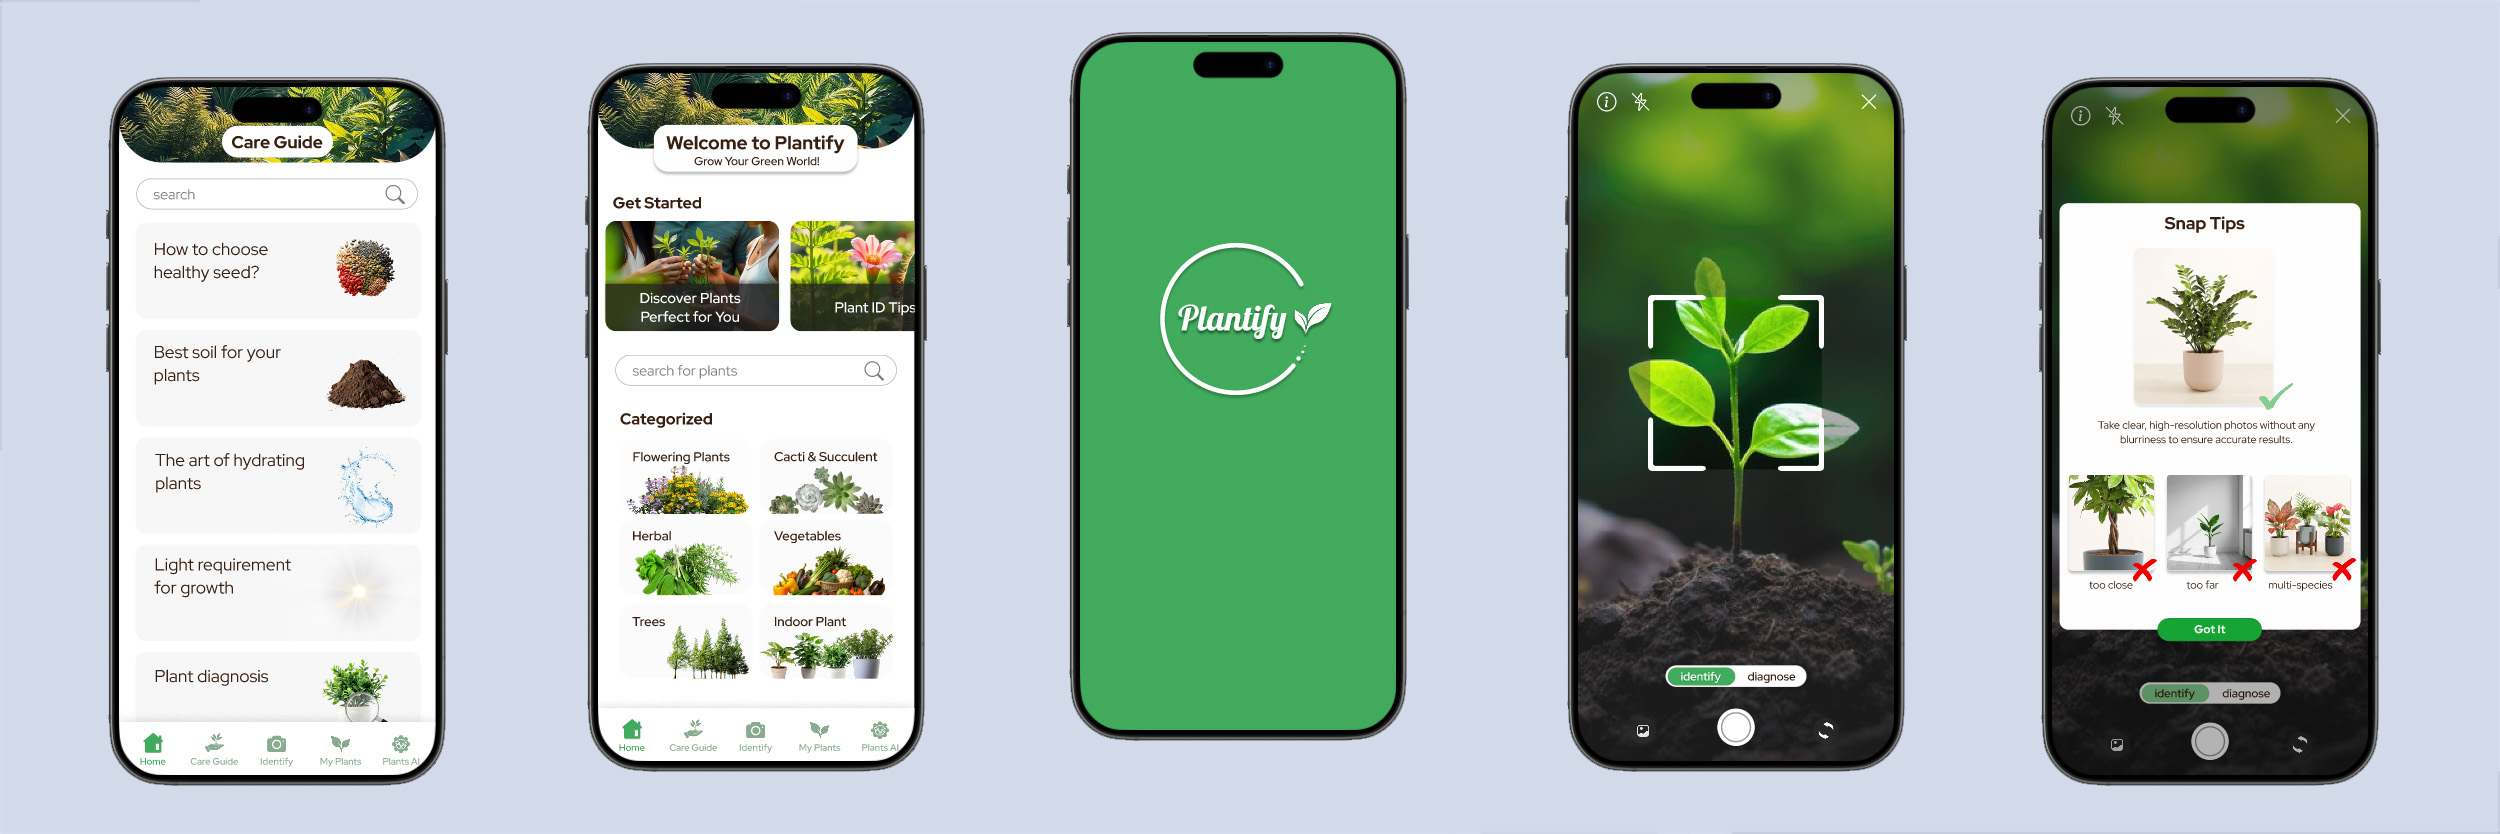 Care Guide
search
How to choose
healthy seed?
Best soil for your
plants
The art of hydrating
plants
Light requirement
for growth
Plant diagnosis
Home
Care Guide
Identify
My Plants
Plants AI
Welcome to Plantify
Grow Your Green World!
Get Started
Discover Plants
Perfect for You
Plant ID Tips
search for plants
Categorized
Flowering Plants
Cacti & Succulent
Herbal
Vegetables
Trees
Indoor Plant
Home
Care Guide
Identify
My Plants
Plants AI
Plantify
identify
diagnose
Snap Tips
Take clear, high-resolution photos without any
blurriness to ensure accurate results.
too close
too far
multi-species
Got It
identify
diagnose